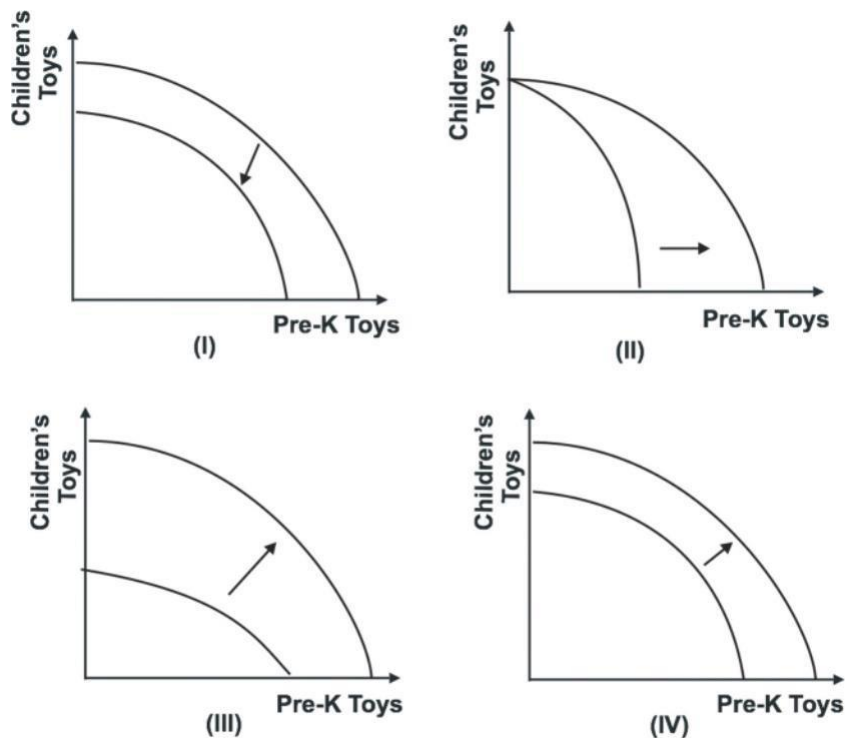 Children's
Toys
Pre-K Toys
(I)
Children's
Toys
Pre-K Toys
(II)
Children's
Toys
Pre-K Toys
(III)
Children's
Toys
Pre-K Toys
(IV)